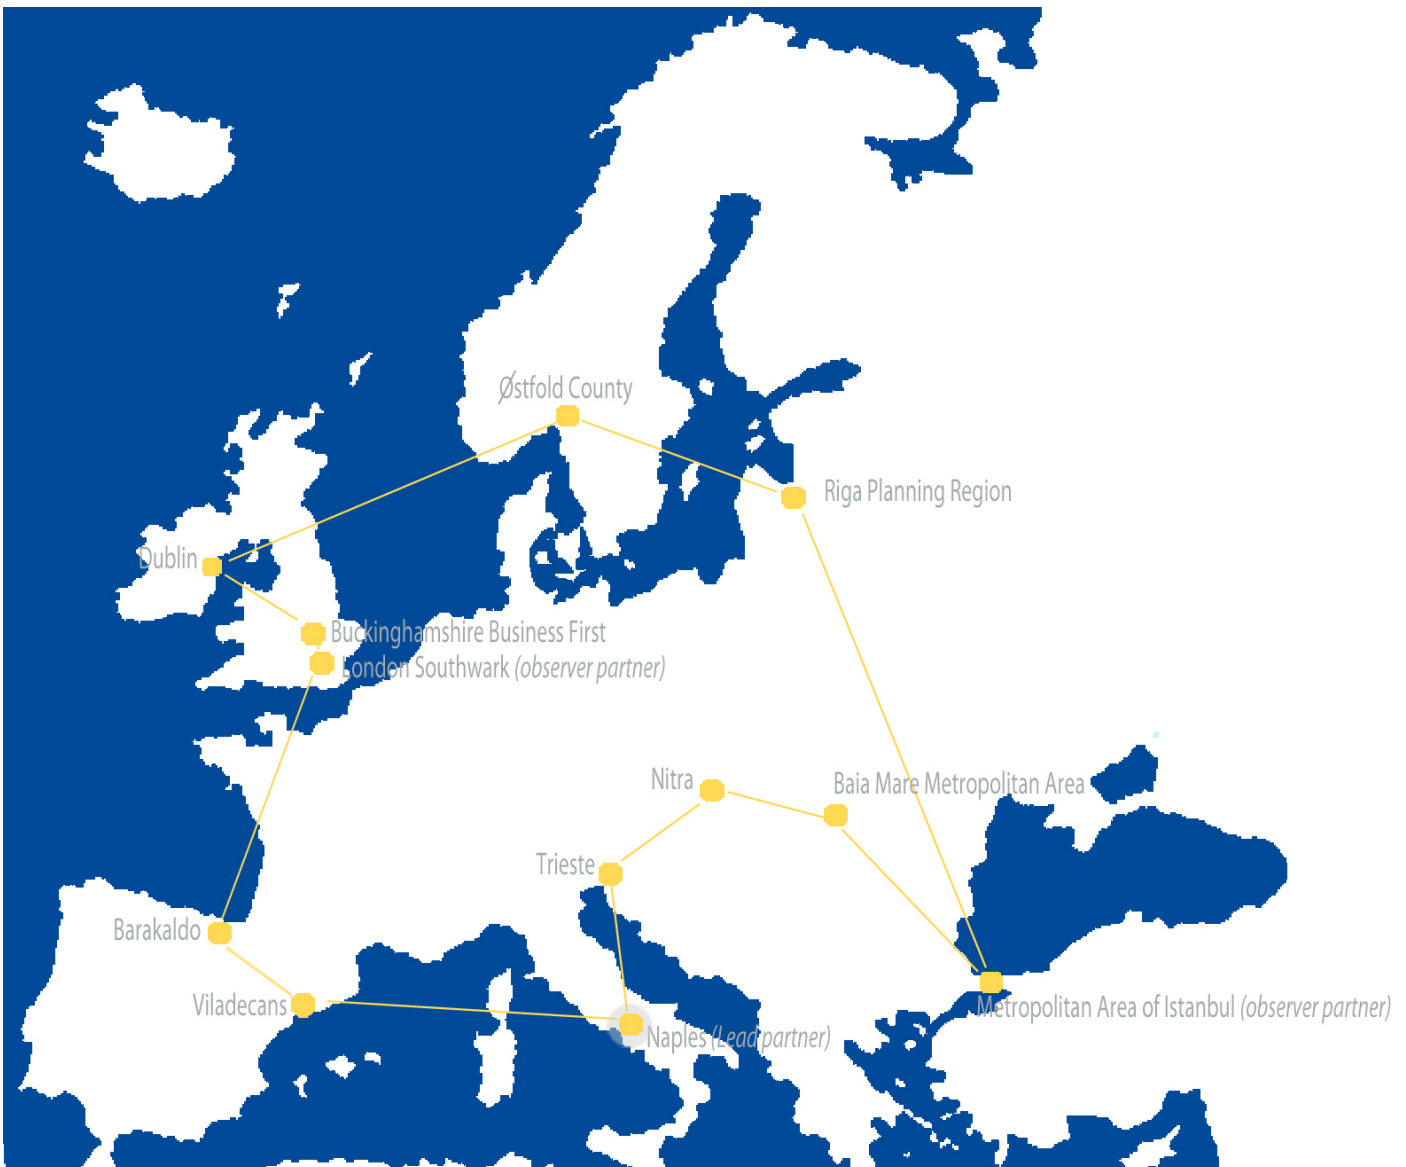 Østfold County
Riga Planning Region
Dublin
Buckinghamshire Business First
London Southwark (observer partner)
Nitra
Baia Mare Metropolitan Area
Trieste
Barakaldo
Viladecans
Metropolitan Area of Istanbul (observer partner)
Naples (Lead partner)